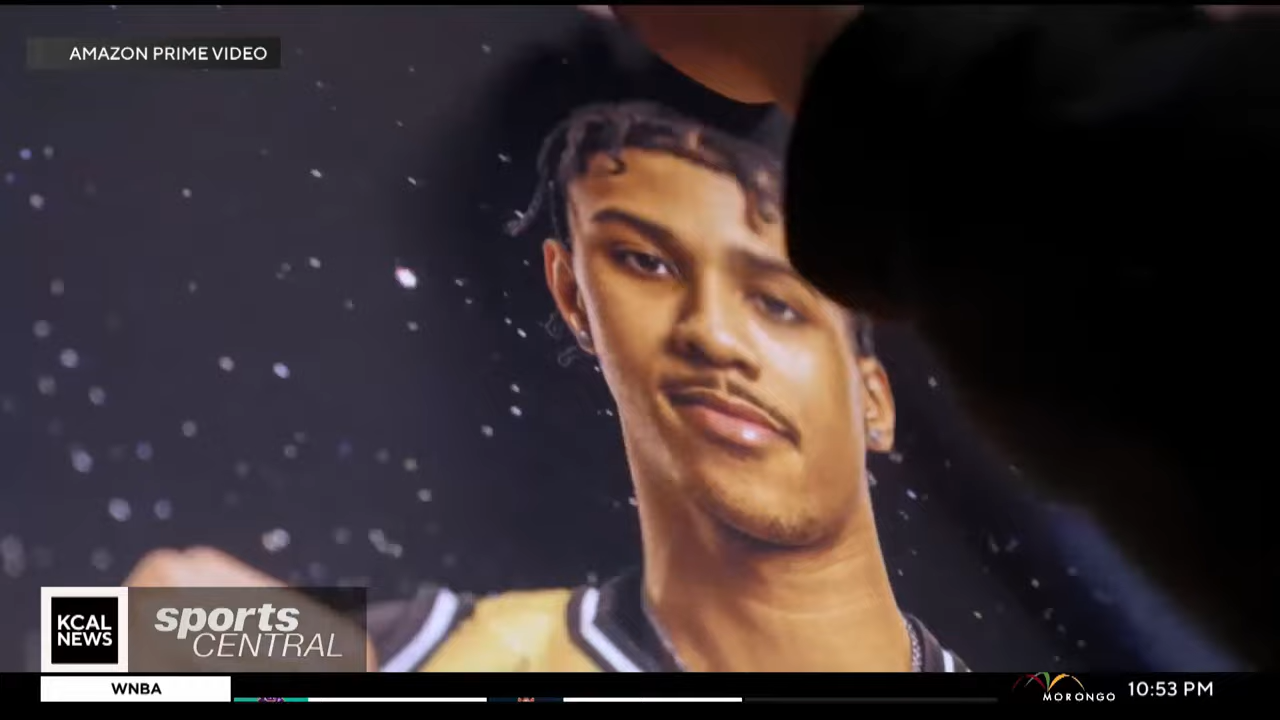 AMAZON PRIME VIDEO
KCAL
NEWS
sports
CENTRAL
WNBA
MORONGO
10:53 PM